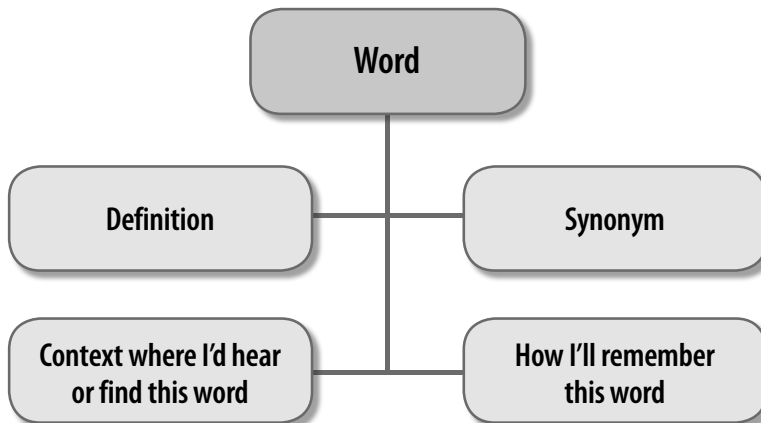 Word
Definition
Synonym
Context where I’d hear
or find this word
How I’ll remember
this word